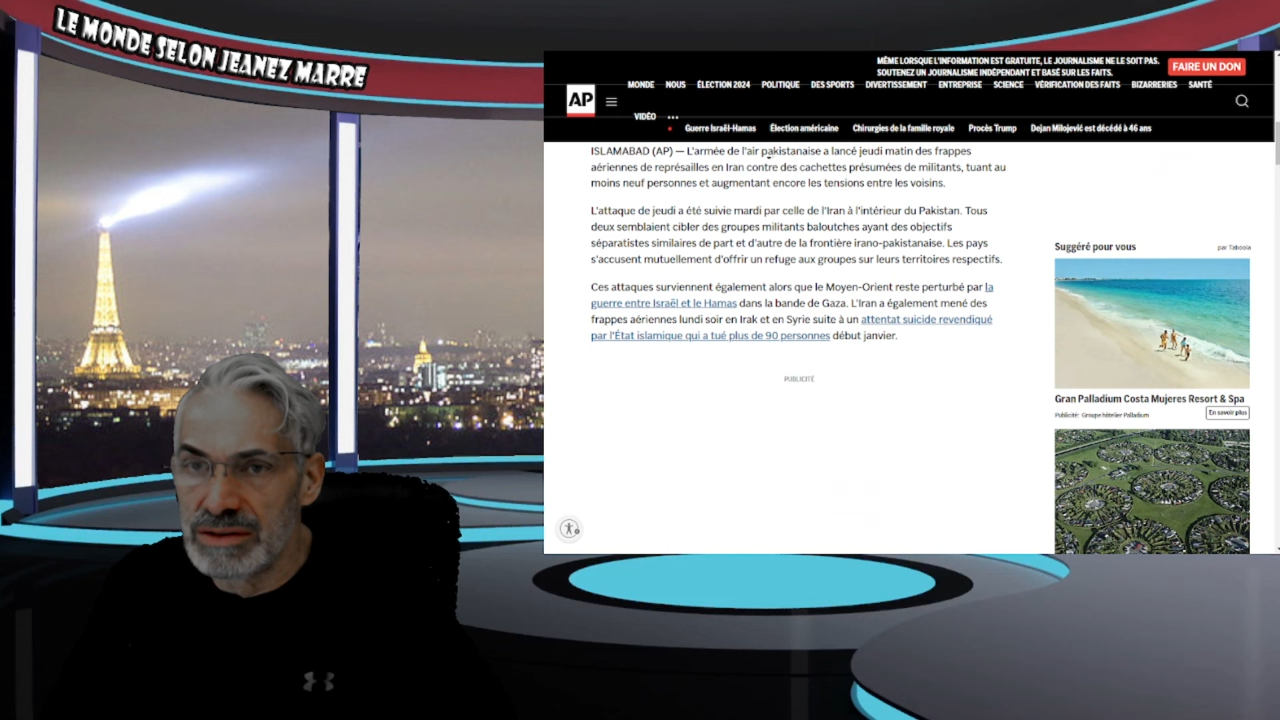 LE MONDE SELON JEANEZ MARRE
MÊME LORSQUE L'INFORMATION EST GRATUITE, LE JOURNALISME NE LE SOIT PAS.
SOUTENEZ UN JOURNALISME INDÉPENDANT ET BASÉ SUR LES FAITS.
FAIRE UN DON
AP
MONDE NOUS ÉLECTION 2024 POLITIQUE DES SPORTS DIVERTISSEMENT ENTREPRISE SCIENCE VÉRIFICATION DES FAITS BIZARRERIES SANTÉ
VIDÉO ...
Guerre Israël-Hamas Élection américaine Chirurgies de la famille royale Procès Trump Dejan Milojević est décédé à 46 ans
ISLAMABAD (AP) — L'armée de l'air pakistanaise a lancé jeudi matin des frappes
aériennes de représailles en Iran contre des cachettes présumées de militants, tuant au
moins neuf personnes et augmentant encore les tensions entre les voisins.
L'attaque de jeudi a été suivie mardi par celle de l'Iran à l'intérieur du Pakistan. Tous
deux semblaient cibler des groupes militants baloutches ayant des objectifs
séparatistes similaires de part et d'autre de la frontière irano-pakistanaise. Les pays
s'accusent mutuellement d'offrir un refuge aux groupes sur leurs territoires respectifs.
Ces attaques surviennent également alors que le Moyen-Orient reste perturbé par la
guerre entre Israël et le Hamas dans la bande de Gaza. L'Iran a également mené des
frappes aériennes lundi soir en Irak et en Syrie suite à un attentat suicide revendiqué
par l'État islamique qui a tué plus de 90 personnes début janvier.
PUBLICITÉ
Suggéré pour vous
par Taboola
Gran Palladium Costa Mujeres Resort & Spa
Publicité: Groupe hôtelier Palladium
En savoir plus